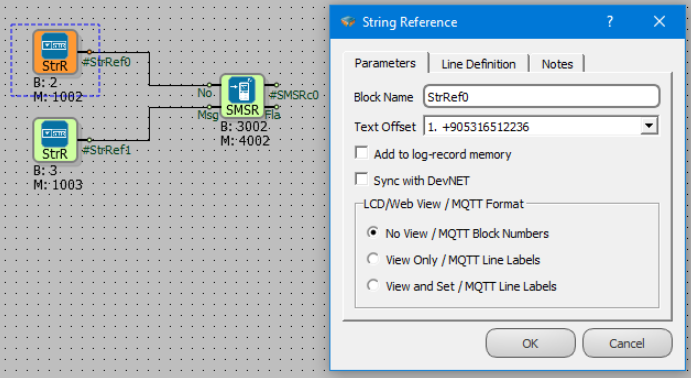 StrR
StrR
#StrRef0
B: 2
M: 1002
No
Msg
SMSR
#SMSRc0
Fla
B: 3002
M: 4002
StrR
StrR
#StrRef1
B: 3
M: 1003
String Reference
?
Parameters
Line Definition
Notes
Block Name
StrRef0
Text Offset
1. +905316512236
Add to log-record memory
Sync with DevNET
LCD/Web View / MQTT Format
No View / MQTT Block Numbers
View Only / MQTT Line Labels
View and Set / MQTT Line Labels
OK
Cancel